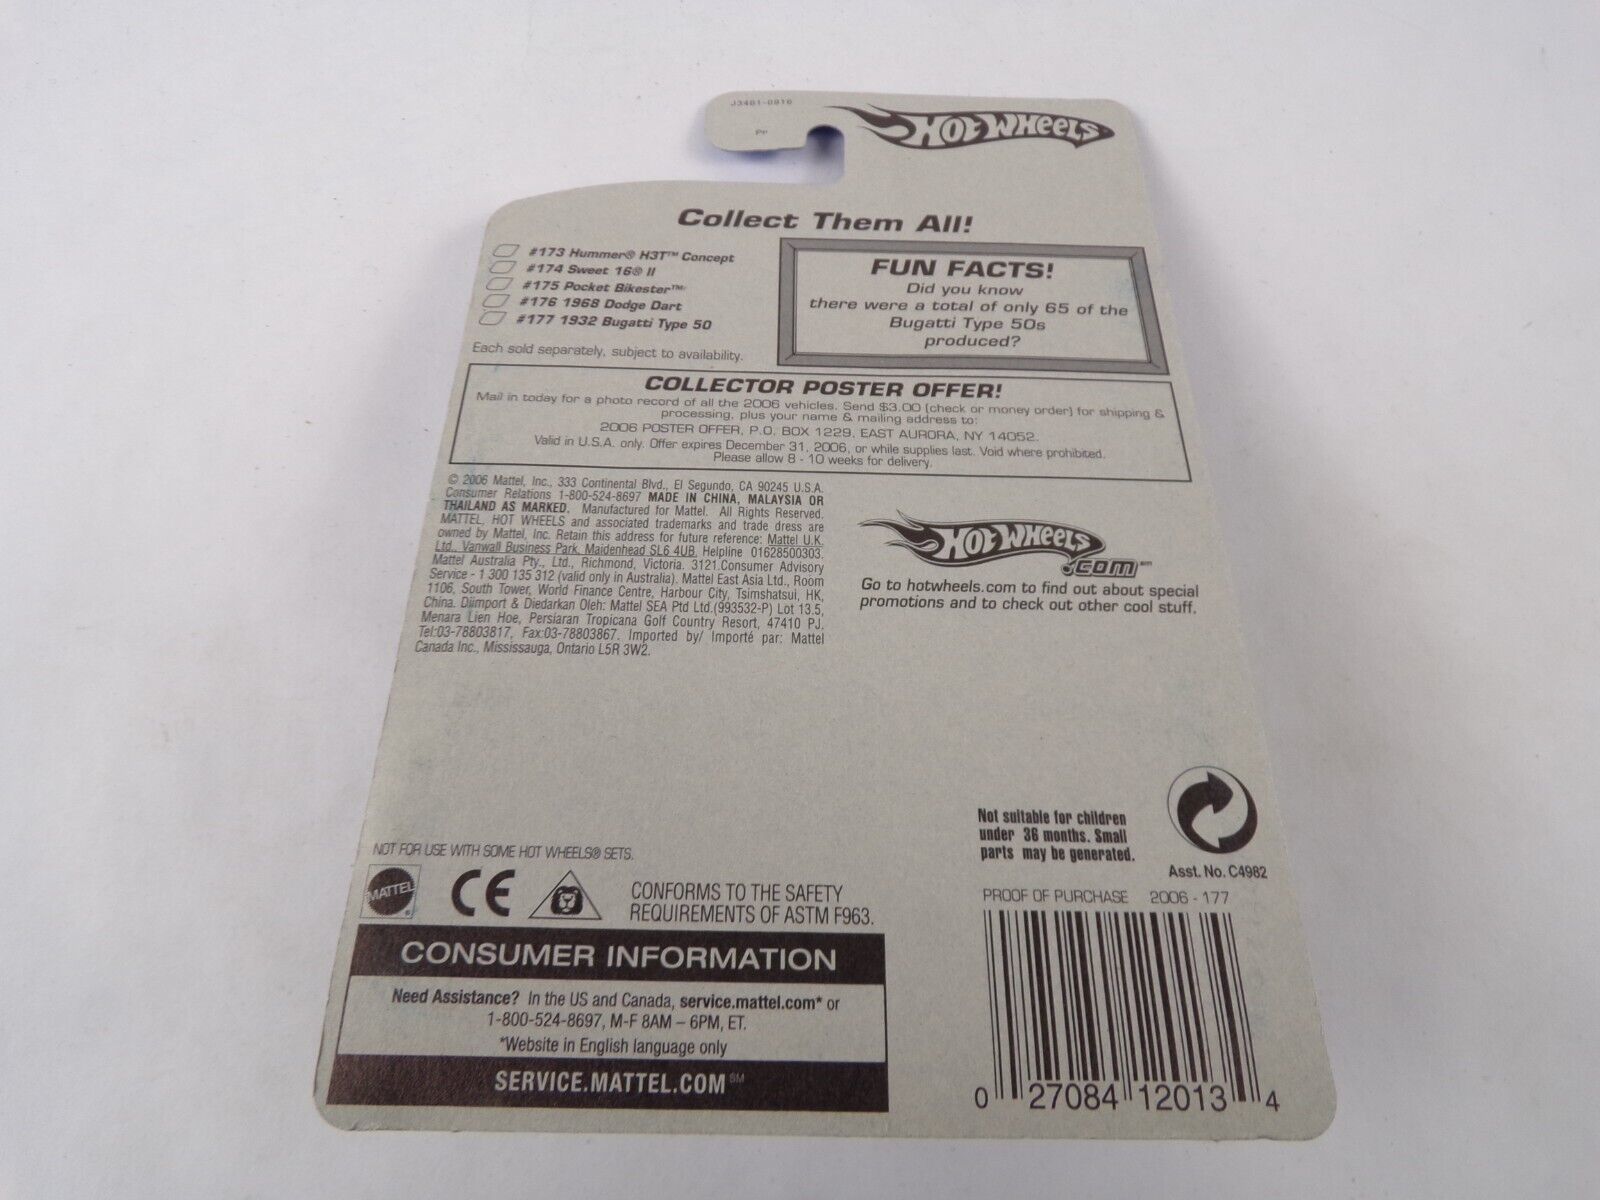 J3461-0916
PP
HOT WHEELS
Collect Them All!
#173 Hummer® H3T™ Concept
#174 Sweet 16® II
#175 Pocket Bikester™
#176 1968 Dodge Dart
#177 1932 Bugatti Type 50
Each sold separately, subject to availability.
FUN FACTS!
Did you know
there were a total of only 65 of the
Bugatti Type 50s
produced?
COLLECTOR POSTER OFFER!
Mail in today for a photo record of all the 2006 vehicles. Send $3.00 (check or money order) for shipping &
processing, plus your name & mailing address to:
2006 POSTER OFFER, P.O. BOX 1229, EAST AURORA, NY 14052.
Valid in U.S.A. only. Offer expires December 31, 2006, or while supplies last. Void where prohibited.
Please allow 8 - 10 weeks for delivery.
© 2006 Mattel, Inc., 333 Continental Blvd., El Segundo, CA 90245 U.S.A.
Consumer Relations 1-800-524-8697 MADE IN CHINA, MALAYSIA OR
THAILAND AS MARKED. Manufactured for Mattel. All Rights Reserved.
MATTEL, HOT WHEELS and associated trademarks and trade dress are
owned by Mattel, Inc. Retain this address for future reference: Mattel U.K.
Ltd., Vanwall Business Park, Maidenhead SL6 4UB. Helpline 01628500303.
Mattel Australia Pty., Ltd., Richmond, Victoria. 3121.Consumer Advisory
Service - 1 300 135 312 (valid only in Australia). Mattel East Asia Ltd., Room
1106, South Tower, World Finance Centre, Harbour City, Tsimshatsui, HK,
China. Diimport & Diedarkan Oleh: Mattel SEA Ptd Ltd.(993532-P) Lot 13.5,
Menara Lien Hoe, Persiaran Tropicana Golf Country Resort, 47410 PJ.
Tel:03-78803817, Fax:03-78803867. Imported by/ Importé par: Mattel
Canada Inc., Mississauga, Ontario L5R 3W2.
HOT WHEELS
.COM℠
Go to hotwheels.com to find out about special
promotions and to check out other cool stuff.
Not suitable for children
under 36 months. Small
parts may be generated.
Asst. No. C4982
NOT FOR USE WITH SOME HOT WHEELS® SETS.
MATTEL®
CE
CONFORMS TO THE SAFETY
REQUIREMENTS OF ASTM F963.
PROOF OF PURCHASE 2006 - 177
CONSUMER INFORMATION
Need Assistance? In the US and Canada, service.mattel.com* or
1-800-524-8697, M-F 8AM – 6PM, ET.
*Website in English language only
SERVICE.MATTEL.COM℠
0 27084 12013 4